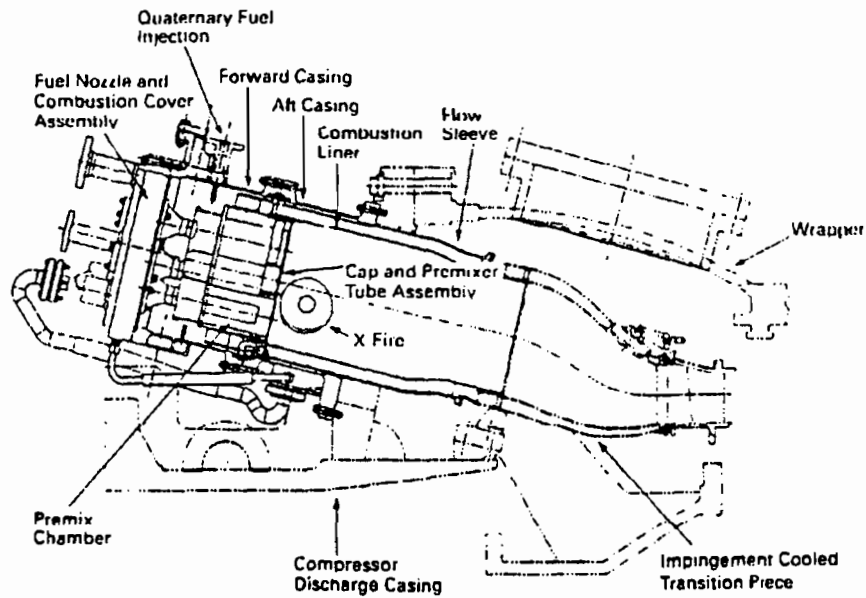 Quaternary Fuel
Injection
Fuel Nozzle and
Combustion Cover
Assembly
Forward Casing
Aft Casing
Combustion
Liner
Flow
Sleeve
Wrapper
Cap and Premixer
Tube Assembly
X Fire
Premix
Chamber
Compressor
Discharge Casing
Impingement Cooled
Transition Piece